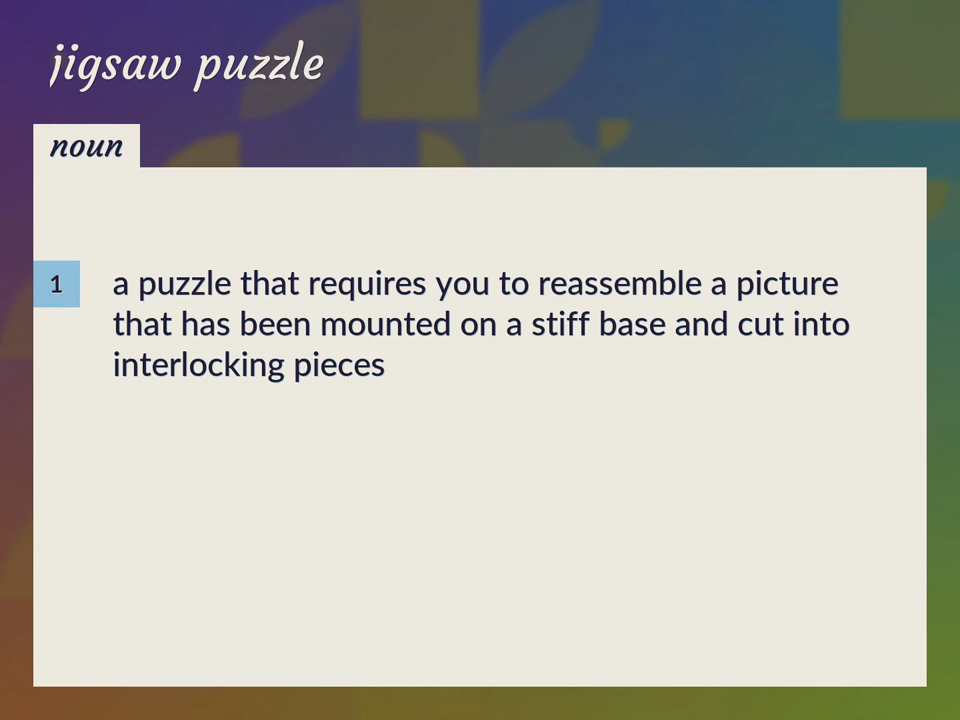 jigsaw puzzle
noun
1
a puzzle that requires you to reassemble a picture
that has been mounted on a stiff base and cut into
interlocking pieces